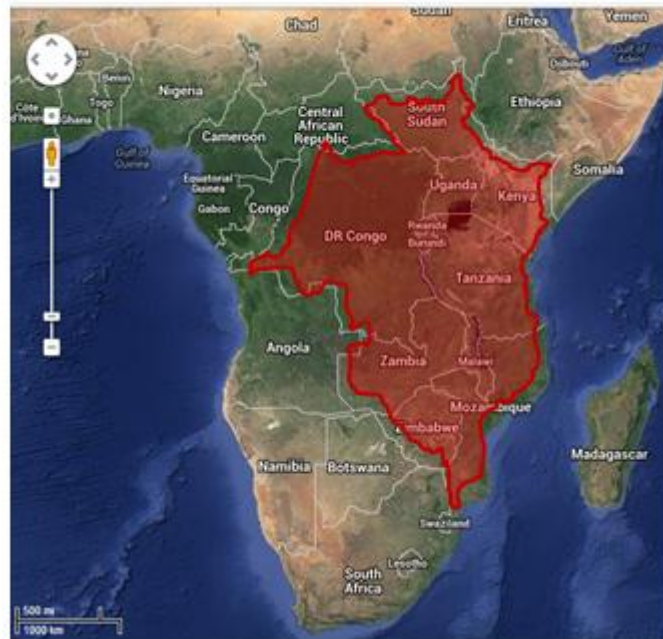 Sudan
Eritrea
Yemen
Chad
Gulf of
Aden
Djibouti
Benin
Nigeria
Côte
d'Ivoire
Togo
Ghana
South
Sudan
Ethiopia
Central
African
Republic
Cameroon
Somalia
Gulf of
Guinea
Equatorial
Guinea
Uganda
Kenya
Gabon
Congo
DR Congo
Rwanda
Burundi
Tanzania
Angola
Zambia
Malawi
Mozambique
Zimbabwe
Madagascar
Namibia
Botswana
Swaziland
South
Africa
Lesotho
500 mi
1000 km